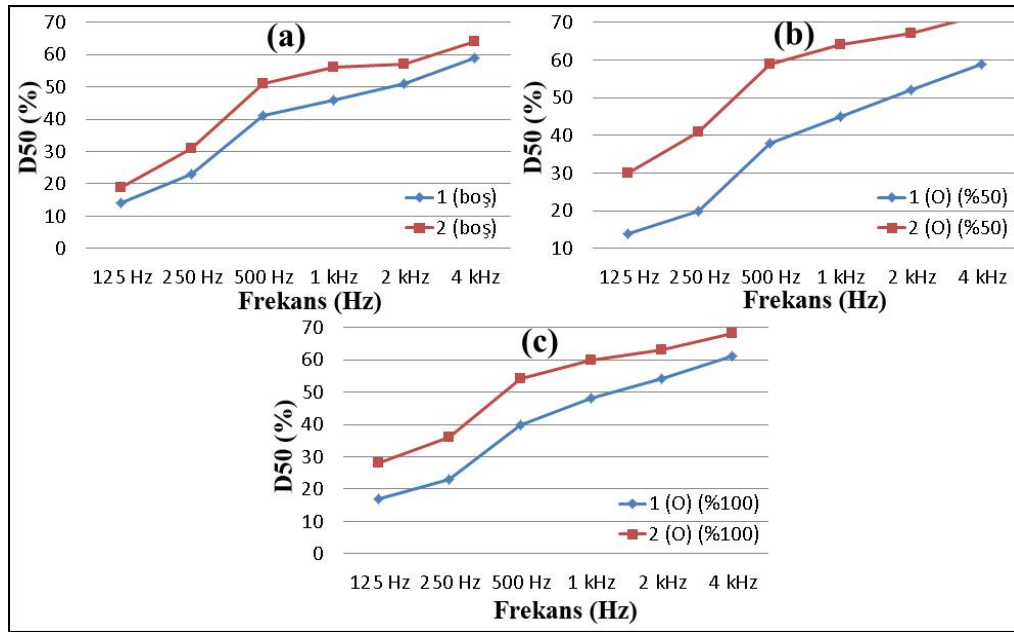 (a)
D50 (%)
70
60
50
40
30
20
10
0
1 (boş)
2 (boş)
125 Hz 250 Hz 500 Hz 1 kHz 2 kHz 4 kHz
Frekans (Hz)
(b)
D50 (%)
70
60
50
40
30
20
10
1 (O) (%50)
2 (O) (%50)
125 Hz 250 Hz 500 Hz 1 kHz 2 kHz 4 kHz
Frekans (Hz)
(c)
D50 (%)
70
60
50
40
30
20
10
0
1 (O) (%100)
2 (O) (%100)
125 Hz 250 Hz 500 Hz 1 kHz 2 kHz 4 kHz
Frekans (Hz)